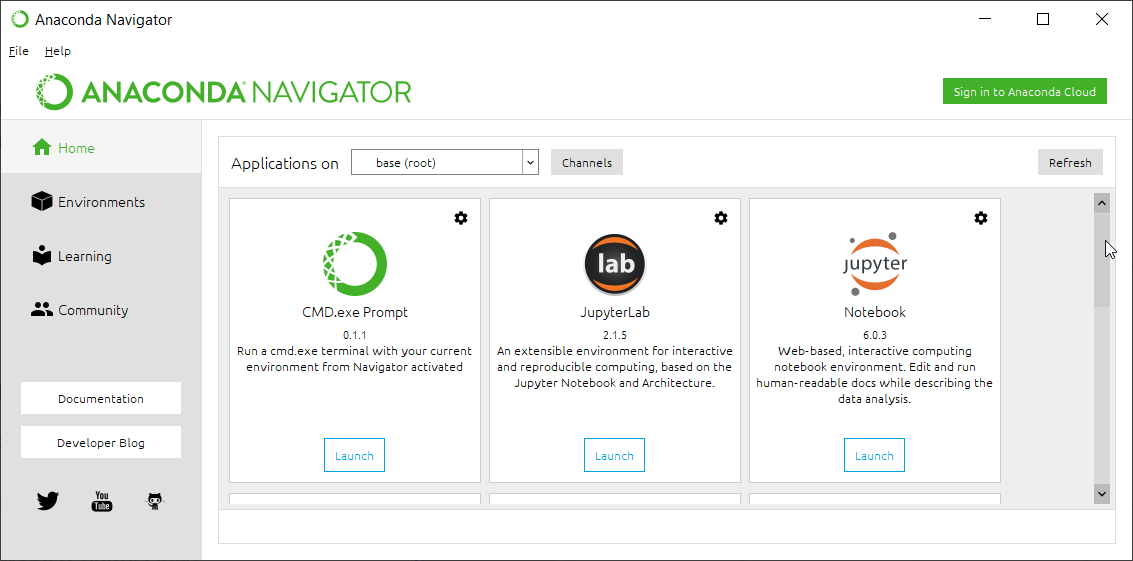 Anaconda Navigator
File Help
ANACONDA NAVIGATOR
Sign in to Anaconda Cloud
Home
Environments
Learning
Community
Documentation
Developer Blog
You
Tube
Applications on base (root) Channels Refresh
CMD.exe Prompt
0.1.1
Run a cmd.exe terminal with your current
environment from Navigator activated
Launch
lab
JupyterLab
2.1.5
An extensible environment for interactive
and reproducible computing, based on the
Jupyter Notebook and Architecture.
Launch
jupyter
Notebook
6.0.3
Web-based, interactive computing
notebook environment. Edit and run
human-readable docs while describing the
data analysis.
Launch